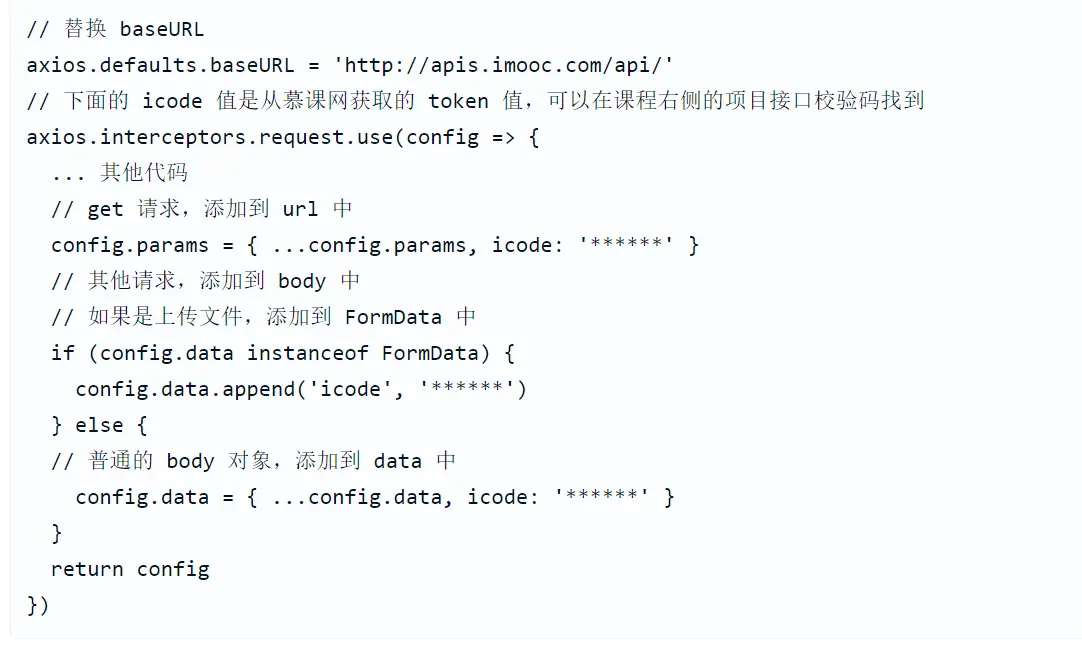 // 替换 baseURL
axios.defaults.baseURL = 'http://apis.imooc.com/api/'
// 下面的 icode 值是从慕课网获取的 token 值，可以在课程右侧的项目接口校验码找到
axios.interceptors.request.use(config => {
  ... 其他代码
  // get 请求，添加到 url 中
  config.params = { ...config.params, icode: '******' }
  // 其他请求，添加到 body 中
  // 如果是上传文件，添加到 FormData 中
  if (config.data instanceof FormData) {
    config.data.append('icode', '******')
  } else {
  // 普通的 body 对象，添加到 data 中
    config.data = { ...config.data, icode: '******' }
  }
  return config
})